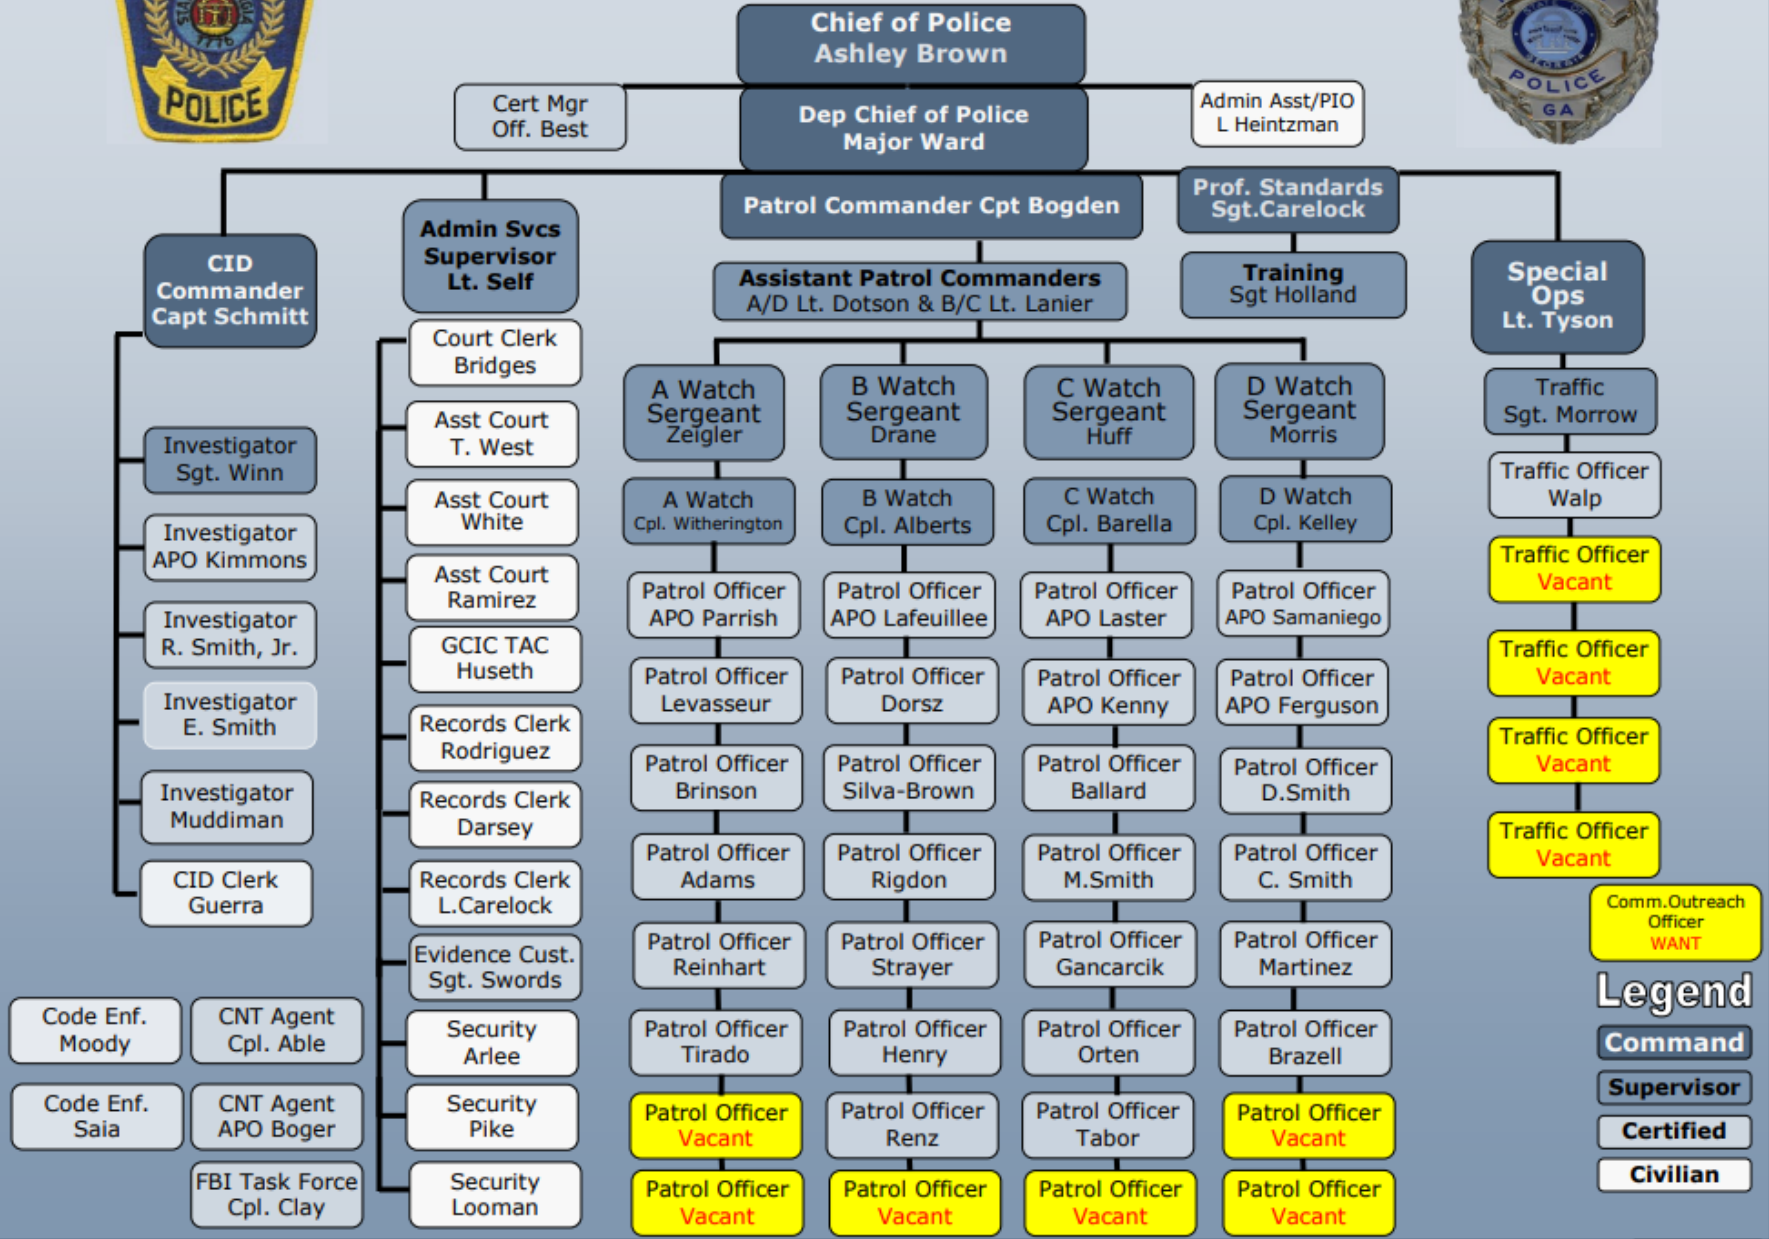 Chief of Police
Ashley Brown
1776
POLICE
STATE OF
GEORGIA
POLICE
GA
Cert Mgr
Off. Best
Dep Chief of Police
Major Ward
Admin Asst/PIO
L Heintzman
Patrol Commander Cpt Bogden
Prof. Standards
Sgt.Carelock
Training
Sgt Holland
CID
Commander
Capt Schmitt
Investigator
Sgt. Winn
Investigator
APO Kimmons
Investigator
R. Smith, Jr.
Investigator
E. Smith
Investigator
Muddiman
CID Clerk
Guerra
Code Enf.
Moody
CNT Agent
Cpl. Able
Code Enf.
Saia
CNT Agent
APO Boger
FBI Task Force
Cpl. Clay
Admin Svcs
Supervisor
Lt. Self
Court Clerk
Bridges
Asst Court
T. West
Asst Court
White
Asst Court
Ramirez
GCIC TAC
Huseth
Records Clerk
Rodriguez
Records Clerk
Darsey
Records Clerk
L.Carelock
Evidence Cust.
Sgt. Swords
Security
Arlee
Security
Pike
Security
Looman
Assistant Patrol Commanders
A/D Lt. Dotson & B/C Lt. Lanier
A Watch
Sergeant
Zeigler
A Watch
Cpl. Witherington
Patrol Officer
APO Parrish
Patrol Officer
Levasseur
Patrol Officer
Brinson
Patrol Officer
Adams
Patrol Officer
Reinhart
Patrol Officer
Tirado
Patrol Officer
Vacant
Patrol Officer
Vacant
B Watch
Sergeant
Drane
B Watch
Cpl. Alberts
Patrol Officer
APO Lafeuillee
Patrol Officer
Dorsz
Patrol Officer
Silva-Brown
Patrol Officer
Rigdon
Patrol Officer
Strayer
Patrol Officer
Henry
Patrol Officer
Renz
Patrol Officer
Vacant
C Watch
Sergeant
Huff
C Watch
Cpl. Barella
Patrol Officer
APO Laster
Patrol Officer
APO Kenny
Patrol Officer
Ballard
Patrol Officer
M.Smith
Patrol Officer
Gancarcik
Patrol Officer
Orten
Patrol Officer
Tabor
Patrol Officer
Vacant
D Watch
Sergeant
Morris
D Watch
Cpl. Kelley
Patrol Officer
APO Samaniego
Patrol Officer
APO Ferguson
Patrol Officer
D.Smith
Patrol Officer
C. Smith
Patrol Officer
Martinez
Patrol Officer
Brazell
Patrol Officer
Vacant
Patrol Officer
Vacant
Special
Ops
Lt. Tyson
Traffic
Sgt. Morrow
Traffic Officer
Walp
Traffic Officer
Vacant
Traffic Officer
Vacant
Traffic Officer
Vacant
Traffic Officer
Vacant
Comm.Outreach
Officer
WANT
Legend
Command
Supervisor
Certified
Civilian